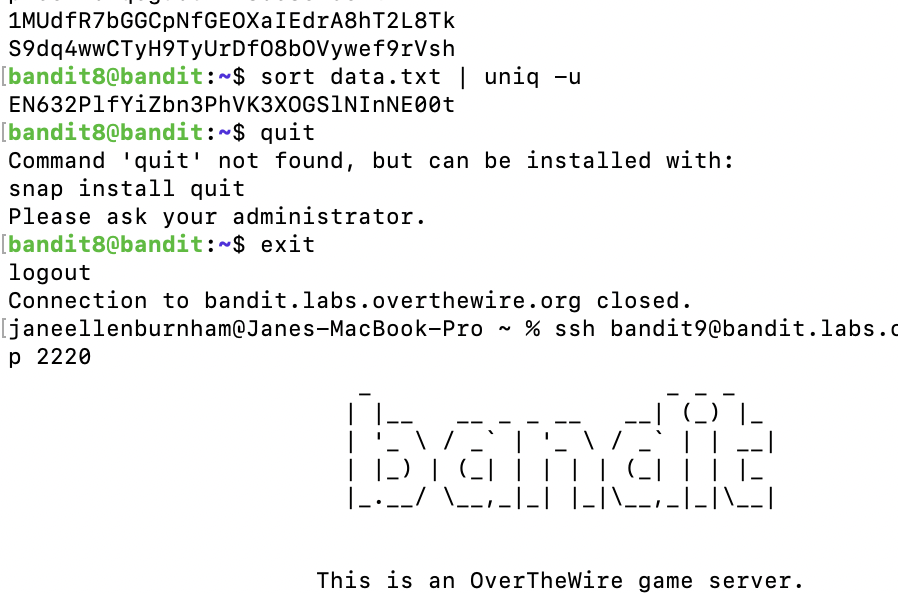 1MUdfR7bGGCpNfGEOXaIEdrA8hT2L8Tk
S9dq4wwCTyH9TyUrDfO8bOVywef9rVsh
[bandit8@bandit:~$ sort data.txt | uniq -u
EN632PlfYiZbn3PhVK3XOGSlNInNE00t
[bandit8@bandit:~$ quit
Command 'quit' not found, but can be installed with:
snap install quit
Please ask your administrator.
[bandit8@bandit:~$ exit
logout
Connection to bandit.labs.overthewire.org closed.
[janeellenburnham@Janes-MacBook-Pro ~ % ssh bandit9@bandit.labs.
p 2220
bandit
This is an OverTheWire game server.